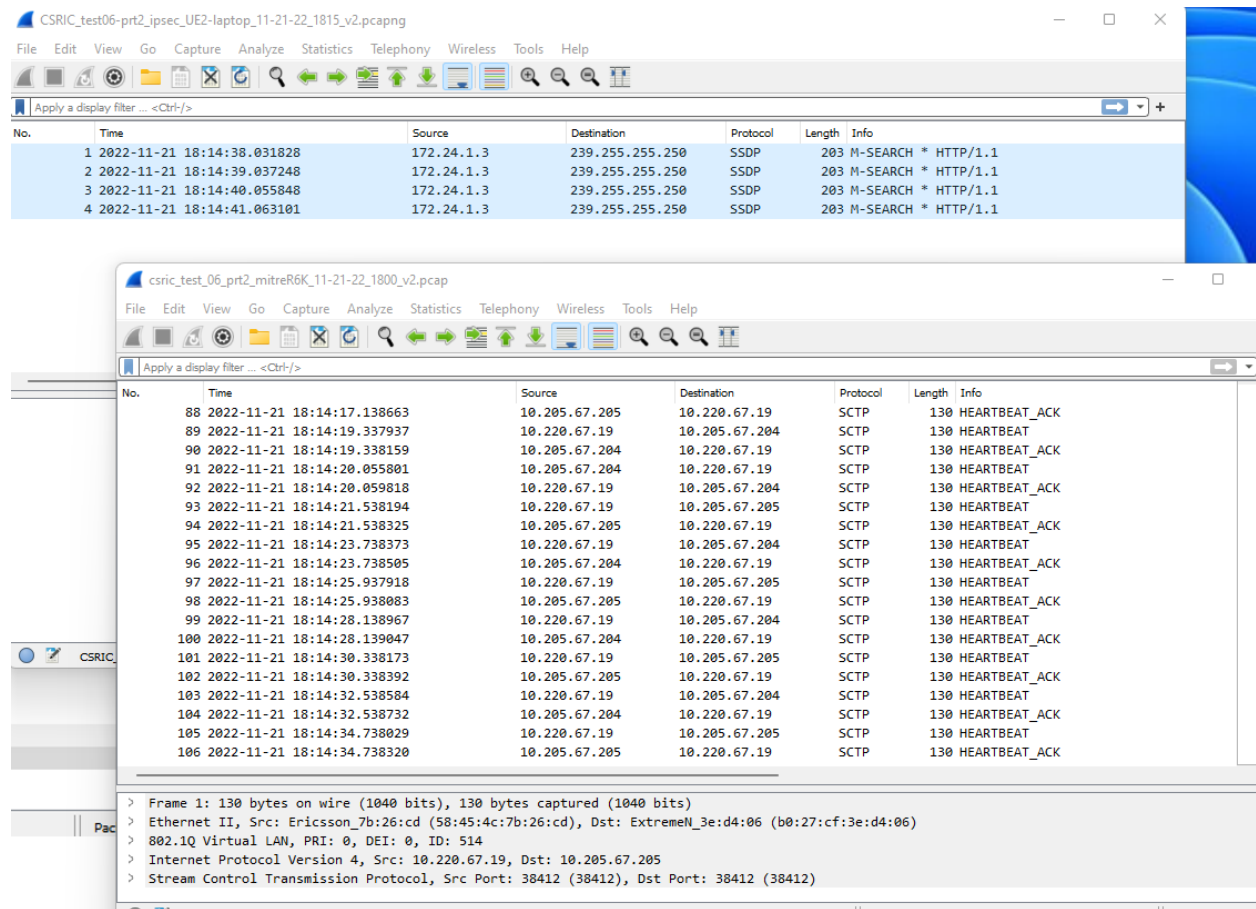 CSRIC_test06-prt2_ipsec_UE2-laptop_11-21-22_1815_v2.pcapng
File Edit View Go Capture Analyze Statistics Telephony Wireless Tools Help
Apply a display filter ... <Ctrl-/>
No. Time Source Destination Protocol Length Info
1 2022-11-21 18:14:38.031828 172.24.1.3 239.255.255.250 SSDP 203 M-SEARCH * HTTP/1.1
2 2022-11-21 18:14:39.037248 172.24.1.3 239.255.255.250 SSDP 203 M-SEARCH * HTTP/1.1
3 2022-11-21 18:14:40.055848 172.24.1.3 239.255.255.250 SSDP 203 M-SEARCH * HTTP/1.1
4 2022-11-21 18:14:41.063101 172.24.1.3 239.255.255.250 SSDP 203 M-SEARCH * HTTP/1.1
csric_test_06_prt2_mitreR6K_11-21-22_1800_v2.pcap
File Edit View Go Capture Analyze Statistics Telephony Wireless Tools Help
Apply a display filter ... <Ctrl-/>
No. Time Source Destination Protocol Length Info
88 2022-11-21 18:14:17.138663 10.205.67.205 10.220.67.19 SCTP 130 HEARTBEAT_ACK
89 2022-11-21 18:14:19.337937 10.220.67.19 10.205.67.204 SCTP 130 HEARTBEAT
90 2022-11-21 18:14:19.338159 10.205.67.204 10.220.67.19 SCTP 130 HEARTBEAT_ACK
91 2022-11-21 18:14:20.055801 10.205.67.204 10.220.67.19 SCTP 130 HEARTBEAT
92 2022-11-21 18:14:20.059818 10.220.67.19 10.205.67.204 SCTP 130 HEARTBEAT_ACK
93 2022-11-21 18:14:21.538194 10.220.67.19 10.205.67.205 SCTP 130 HEARTBEAT
94 2022-11-21 18:14:21.538325 10.205.67.205 10.220.67.19 SCTP 130 HEARTBEAT_ACK
95 2022-11-21 18:14:23.738373 10.220.67.19 10.205.67.204 SCTP 130 HEARTBEAT
96 2022-11-21 18:14:23.738505 10.205.67.204 10.220.67.19 SCTP 130 HEARTBEAT_ACK
97 2022-11-21 18:14:25.937918 10.220.67.19 10.205.67.205 SCTP 130 HEARTBEAT
98 2022-11-21 18:14:25.938083 10.205.67.205 10.220.67.19 SCTP 130 HEARTBEAT_ACK
99 2022-11-21 18:14:28.138967 10.220.67.19 10.205.67.204 SCTP 130 HEARTBEAT
100 2022-11-21 18:14:28.139047 10.205.67.204 10.220.67.19 SCTP 130 HEARTBEAT_ACK
CSRIC_
101 2022-11-21 18:14:30.338173 10.220.67.19 10.205.67.205 SCTP 130 HEARTBEAT
102 2022-11-21 18:14:30.338392 10.205.67.205 10.220.67.19 SCTP 130 HEARTBEAT_ACK
103 2022-11-21 18:14:32.538584 10.220.67.19 10.205.67.204 SCTP 130 HEARTBEAT
104 2022-11-21 18:14:32.538732 10.205.67.204 10.220.67.19 SCTP 130 HEARTBEAT_ACK
105 2022-11-21 18:14:34.738029 10.220.67.19 10.205.67.205 SCTP 130 HEARTBEAT
106 2022-11-21 18:14:34.738320 10.205.67.205 10.220.67.19 SCTP 130 HEARTBEAT_ACK
> Frame 1: 130 bytes on wire (1040 bits), 130 bytes captured (1040 bits)
> Ethernet II, Src: Ericsson_7b:26:cd (58:45:4c:7b:26:cd), Dst: ExtremeN_3e:d4:06 (b0:27:cf:3e:d4:06)
Pac
> 802.1Q Virtual LAN, PRI: 0, DEI: 0, ID: 514
> Internet Protocol Version 4, Src: 10.220.67.19, Dst: 10.205.67.205
> Stream Control Transmission Protocol, Src Port: 38412 (38412), Dst Port: 38412 (38412)